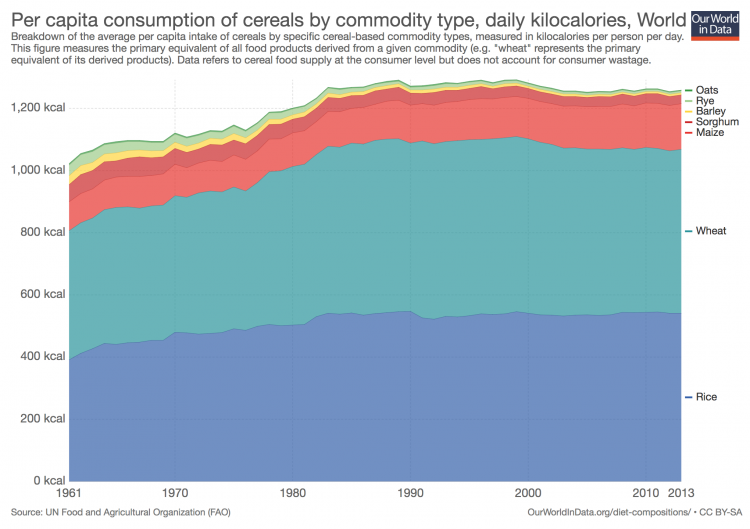 Per capita consumption of cereals by commodity type, daily kilocalories, World
Our World
in Data
Breakdown of the average per capita intake of cereals by specific cereal-based commodity types, measured in kilocalories per person per day.
This figure measures the primary equivalent of all food products derived from a given commodity (e.g. "wheat" represents the primary
equivalent of its derived products). Data refers to cereal food supply at the consumer level but does not account for consumer wastage.
1,200 kcal
1,000 kcal
800 kcal
600 kcal
400 kcal
200 kcal
0 kcal
Oats
Rye
Barley
Sorghum
Maize
Wheat
Rice
1961 1970 1980 1990 2000 2010 2013
Source: UN Food and Agricultural Organization (FAO)
OurWorldInData.org/diet-compositions/ • CC BY-SA